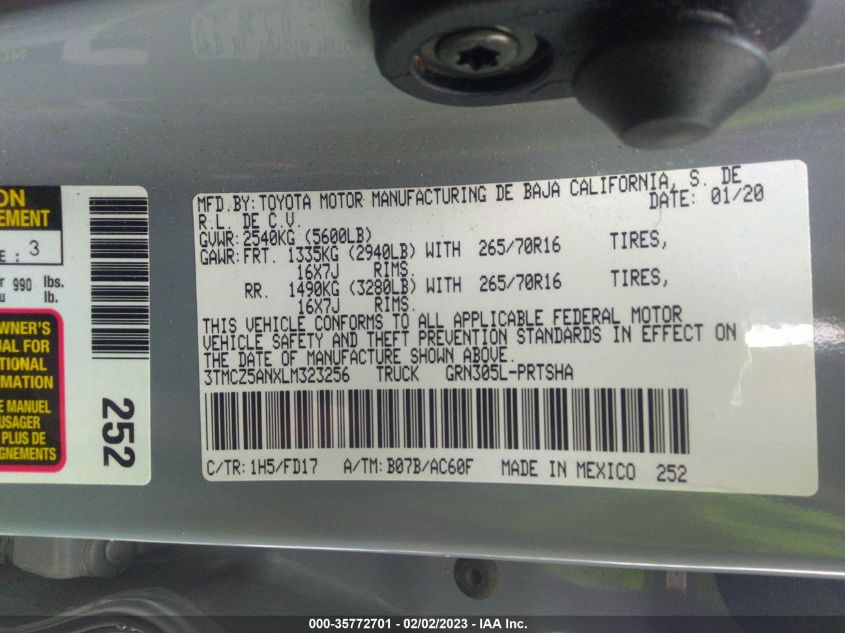 ON
EMENT
E : 3
r 990 lbs.
u lb.
WNER'S
UAL FOR
TIONAL
RMATION
E MANUEL
USAGER
PLUS DE
GNEMENTS
252
MFD.BY:TOYOTA MOTOR MANUFACTURING DE BAJA CALIFORNIA, S. DE
R.L. DE C.V. DATE: 01/20
GVWR:2540KG (5600LB)
GAWR:FRT. 1335KG (2940LB) WITH 265/70R16 TIRES,
16X7J RIMS.
RR. 1490KG (3280LB) WITH 265/70R16 TIRES,
16X7J RIMS.
THIS VEHICLE CONFORMS TO ALL APPLICABLE FEDERAL MOTOR
VEHICLE SAFETY AND THEFT PREVENTION STANDARDS IN EFFECT ON
THE DATE OF MANUFACTURE SHOWN ABOVE.
3TMCZ5ANXLM323256 TRUCK GRN305L-PRTSHA
C/TR:1H5/FD17 A/TM:B07B/AC60F MADE IN MEXICO 252
000-35772701 - 02/02/2023 - IAA Inc.